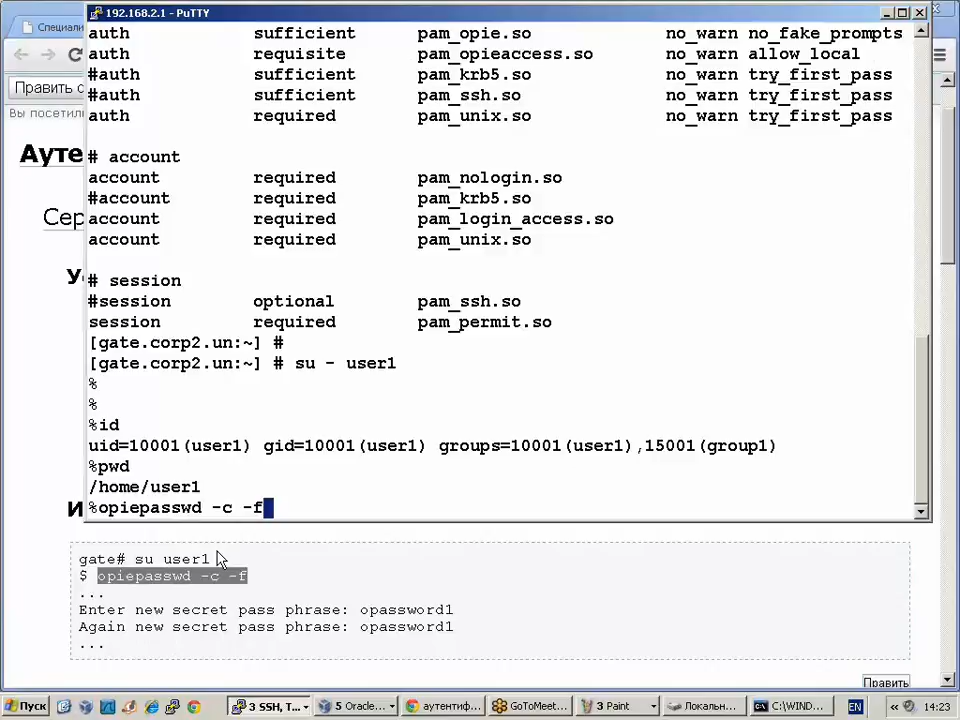 192.168.2.1 - PuTTY
Специали
Править с
Вы посетили
Ауте
Сер
auth sufficient pam_opie.so no_warn no_fake_prompts
auth requisite pam_opieaccess.so no_warn allow_local
#auth sufficient pam_krb5.so no_warn try_first_pass
#auth sufficient pam_ssh.so no_warn try_first_pass
auth required pam_unix.so no_warn try_first_pass
# account
account required pam_nologin.so
#account required pam_krb5.so
account required pam_login_access.so
account required pam_unix.so
# session
#session optional pam_ssh.so
session required pam_permit.so
[gate.corp2.un:~] #
[gate.corp2.un:~] # su - user1
%
%
%id
uid=10001(user1) gid=10001(user1) groups=10001(user1),15001(group1)
%pwd
/home/user1
%opiepasswd -c -f
gate# su user1
$ opiepasswd -c -f
...
Enter new secret pass phrase: opassword1
Again new secret pass phrase: opassword1
...
Править
Пуск
3 SSH, T...
5 Oracle...
аутентиф...
GoToMeet...
3 Paint
Локальн...
C:\WIND...
EN
14:23